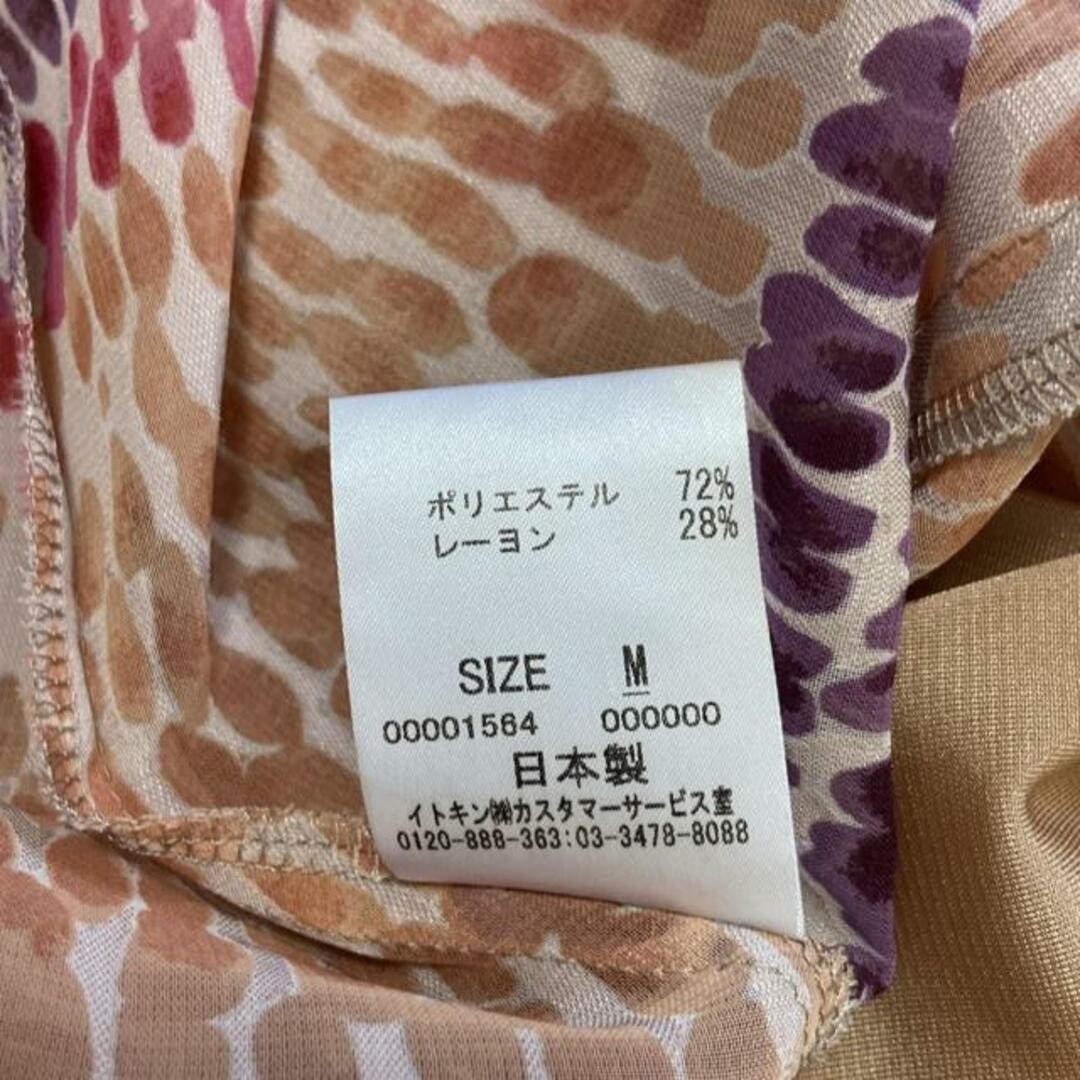 ポリエステル 72%
レーヨン 28%
SIZE M
00001564 000000
日本製
イトキン㈱カスタマーサービス室
0120-888-363:03-3478-8088